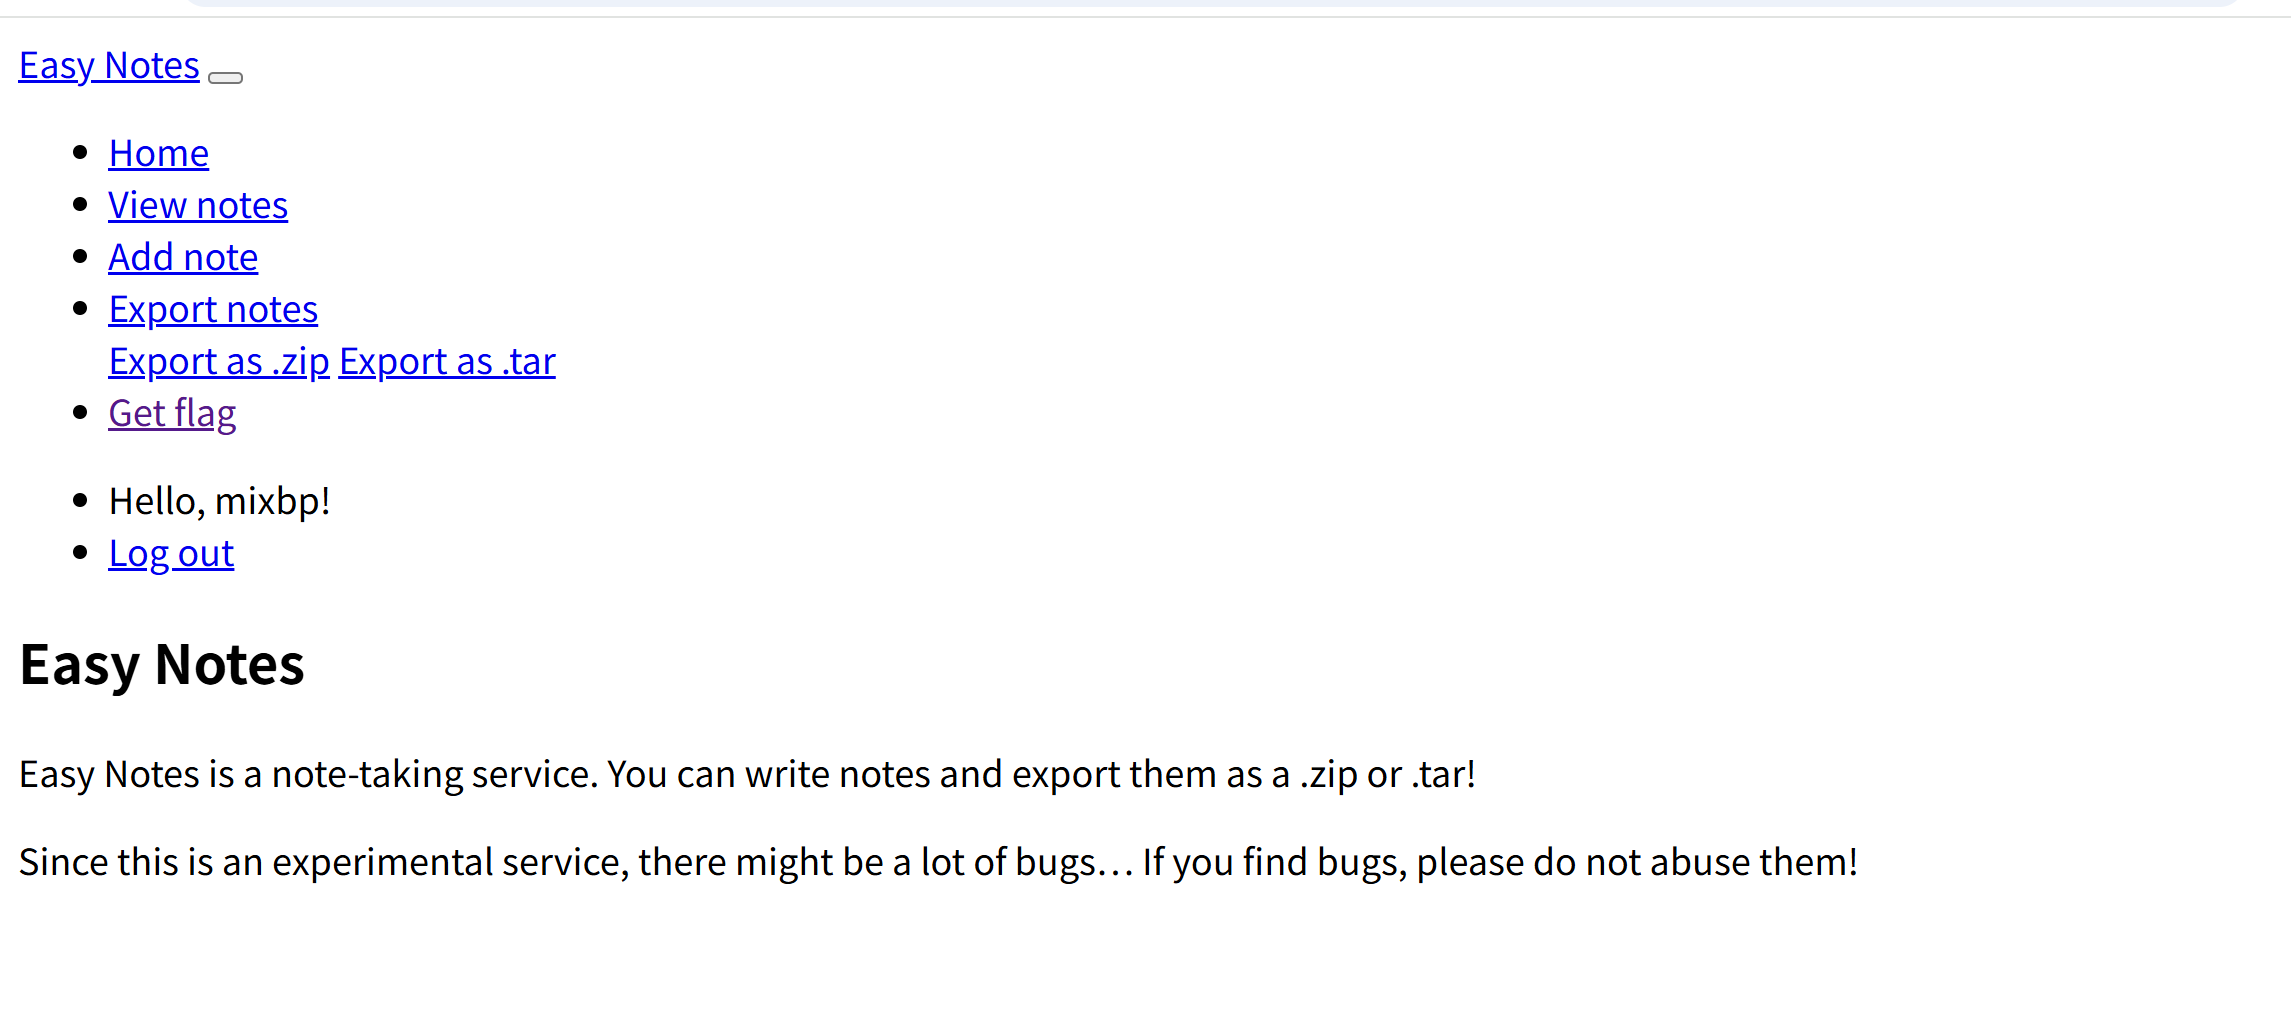 Easy Notes
Home
View notes
Add note
Export notes
Export as .zip Export as .tar
Get flag
Hello, mixbp!
Log out
Easy Notes
Easy Notes is a note-taking service. You can write notes and export them as a .zip or .tar!
Since this is an experimental service, there might be a lot of bugs… If you find bugs, please do not abuse them!